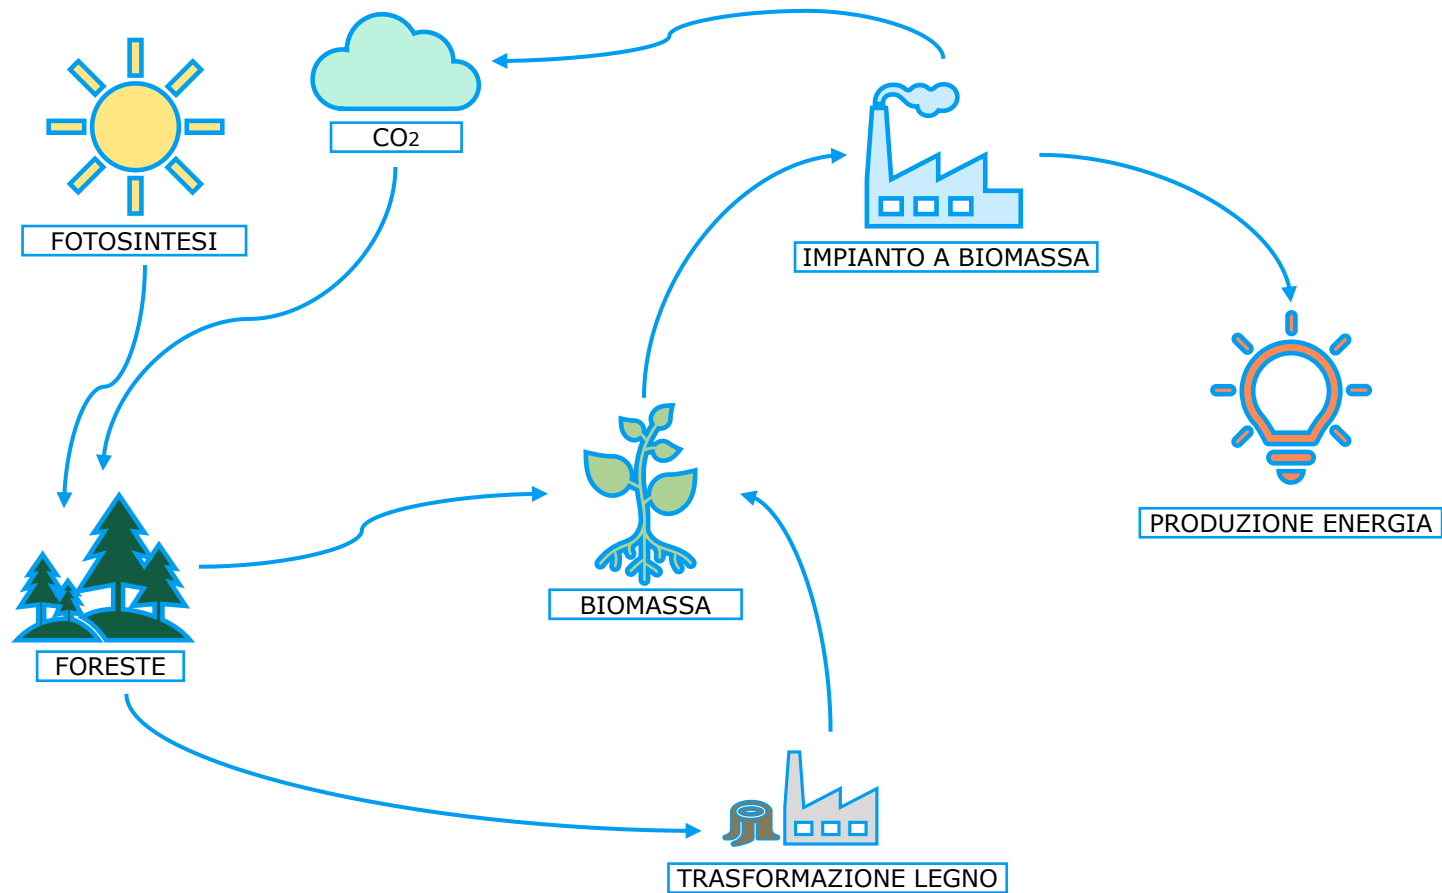 CO2
FOTOSINTESI
IMPIANTO A BIOMASSA
PRODUZIONE ENERGIA
BIOMASSA
FORESTE
TRASFORMAZIONE LEGNO